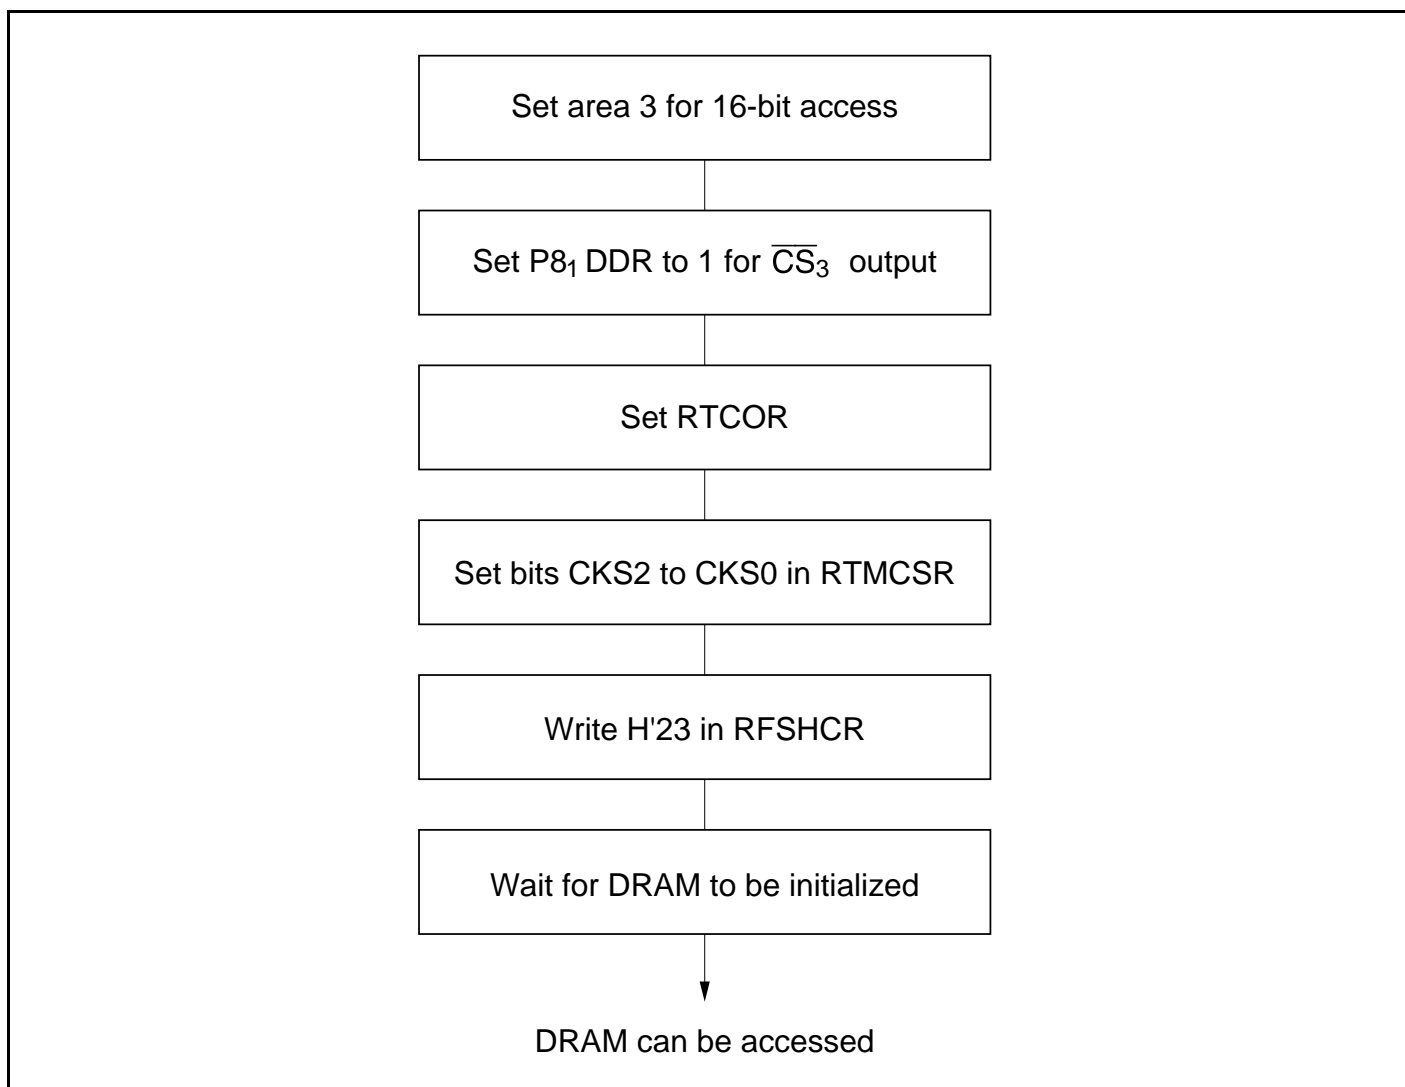 Set area 3 for 16-bit access
Set P8₁ DDR to 1 for C̅S̅₃ output
Set RTCOR
Set bits CKS2 to CKS0 in RTMCSR
Write H'23 in RFSHCR
Wait for DRAM to be initialized
DRAM can be accessed